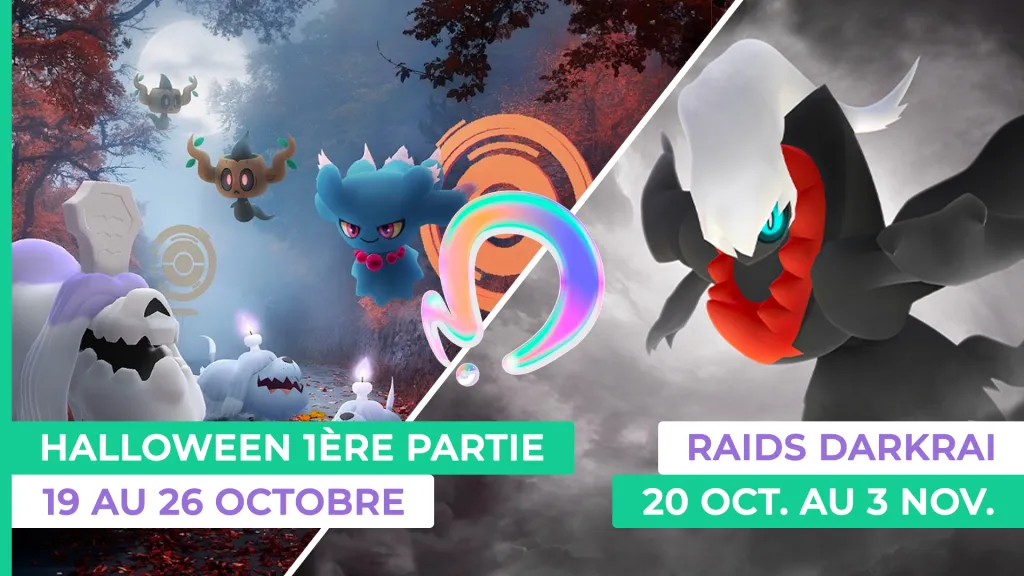 HALLOWEEN 1ÈRE PARTIE
19 AU 26 OCTOBRE
RAIDS DARKRAI
20 OCT. AU 3 NOV.